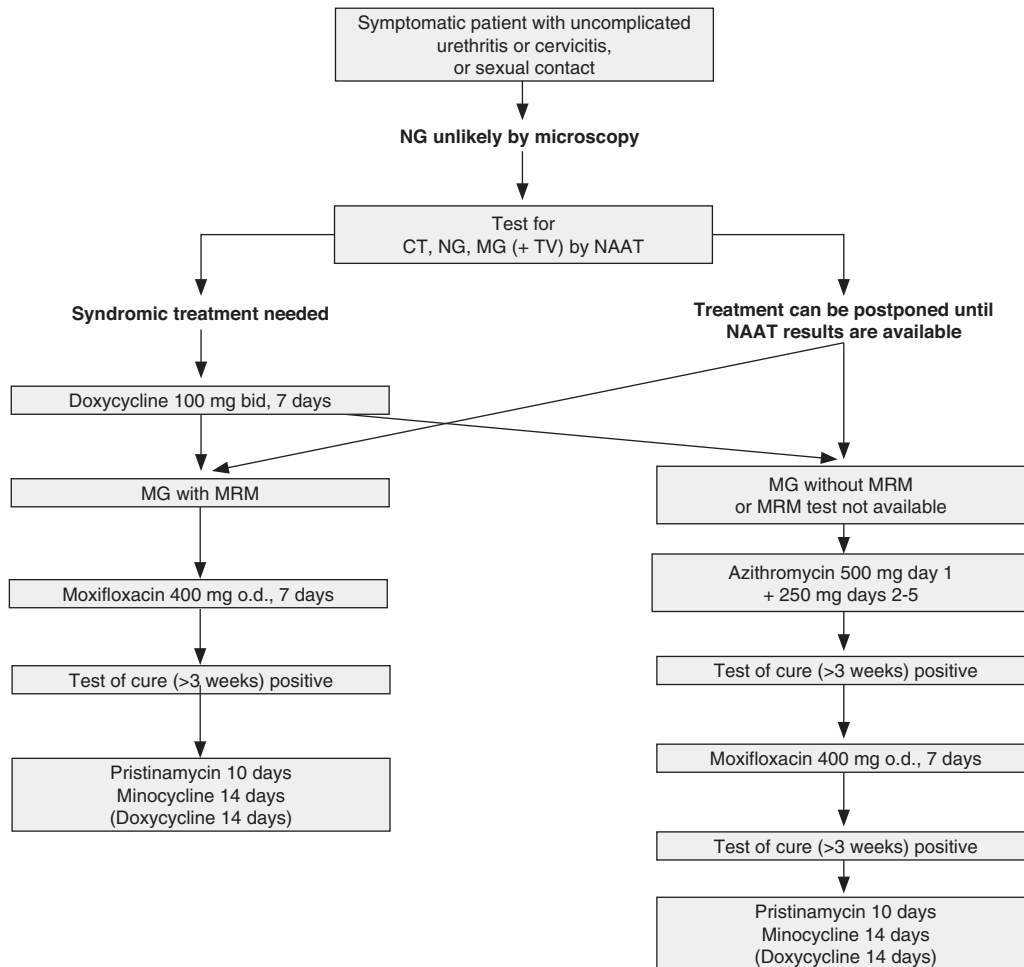 Symptomatic patient with uncomplicated
urethritis or cervicitis,
or sexual contact
NG unlikely by microscopy
Test for
CT, NG, MG (+ TV) by NAAT
Syndromic treatment needed
Treatment can be postponed until
NAAT results are available
Doxycycline 100 mg bid, 7 days
MG with MRM
MG without MRM
or MRM test not available
Moxifloxacin 400 mg o.d., 7 days
Azithromycin 500 mg day 1
+ 250 mg days 2-5
Test of cure (>3 weeks) positive
Test of cure (>3 weeks) positive
Pristinamycin 10 days
Minocycline 14 days
(Doxycycline 14 days)
Moxifloxacin 400 mg o.d., 7 days
Test of cure (>3 weeks) positive
Pristinamycin 10 days
Minocycline 14 days
(Doxycycline 14 days)